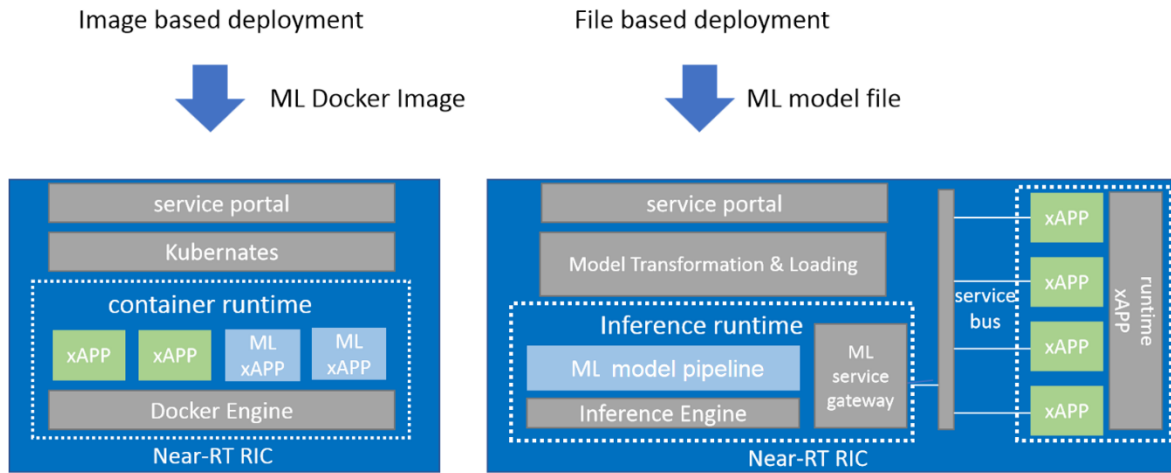 Image based deployment
ML Docker Image
service portal
Kubernates
container runtime
xAPP
xAPP
ML
xAPP
ML
xAPP
Docker Engine
Near-RT RIC
File based deployment
ML model file
service portal
Model Transformation & Loading
Inference runtime
ML model pipeline
Inference Engine
ML
service
gateway
Near-RT RIC
service
bus
xAPP
xAPP
xAPP
xAPP
runtime
xAPP